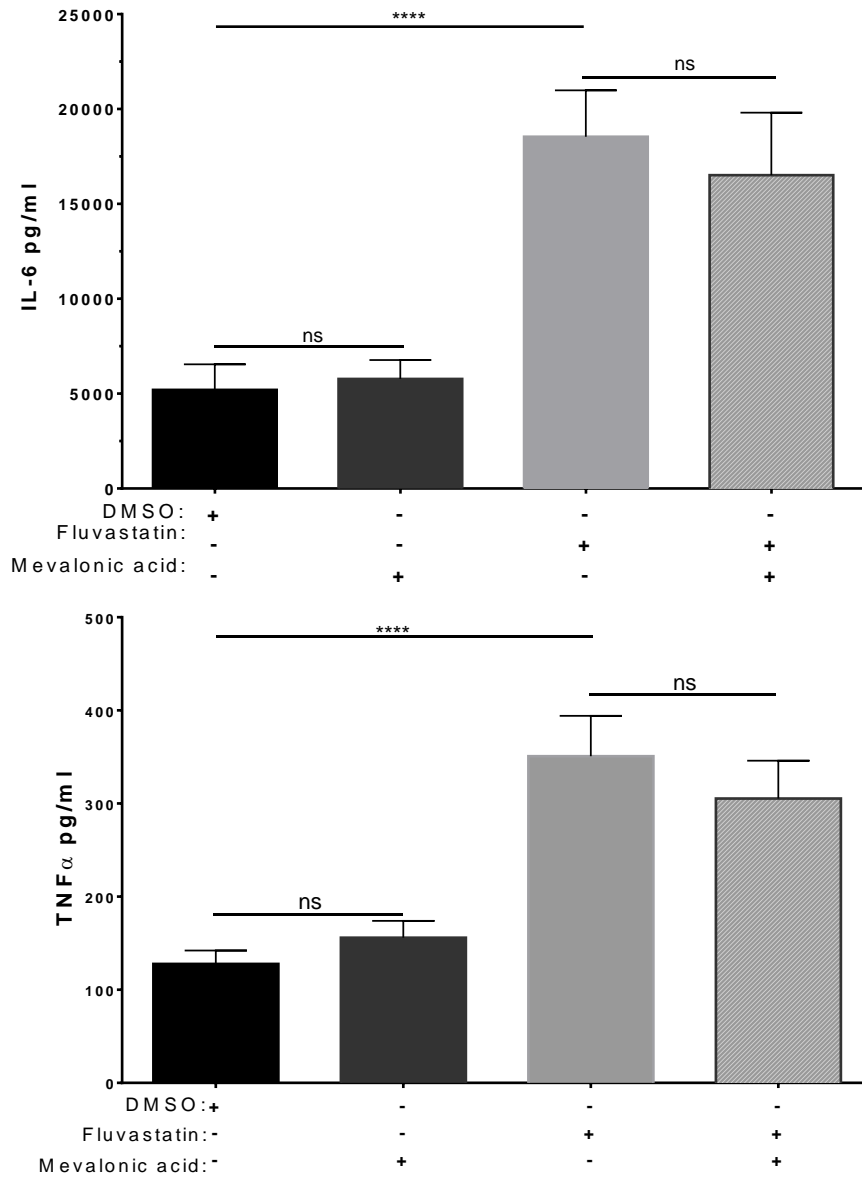 ****
ns
ns
25000
20000
15000
10000
5000
0
IL-6 pg/ml
DMSO: + - - -
Fluvastatin: - - + +
Mevalonic acid: - + - +
****
ns
ns
500
400
300
200
100
0
TNFα pg/ml
DMSO: + - - -
Fluvastatin: - - + +
Mevalonic acid: - + - +